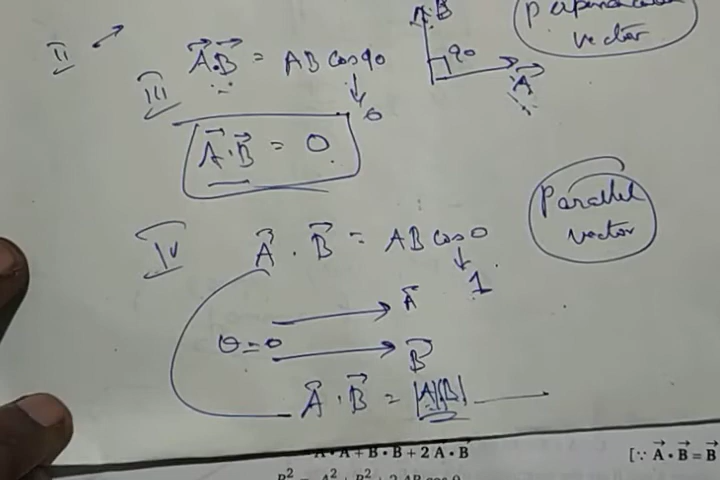 II
perpendicular
vector
B
90
A⃗
III A⃗.B⃗ = AB cos 90
0
A⃗.B⃗ = 0
Parallel
vector
IV A⃗ . B⃗ = AB cos 0
1
A⃗
θ = 0
B⃗
A⃗ . B⃗ = |A||B|
A · A + B · B + 2 A · B⃗
[∵ A⃗ · B⃗ = B⃗